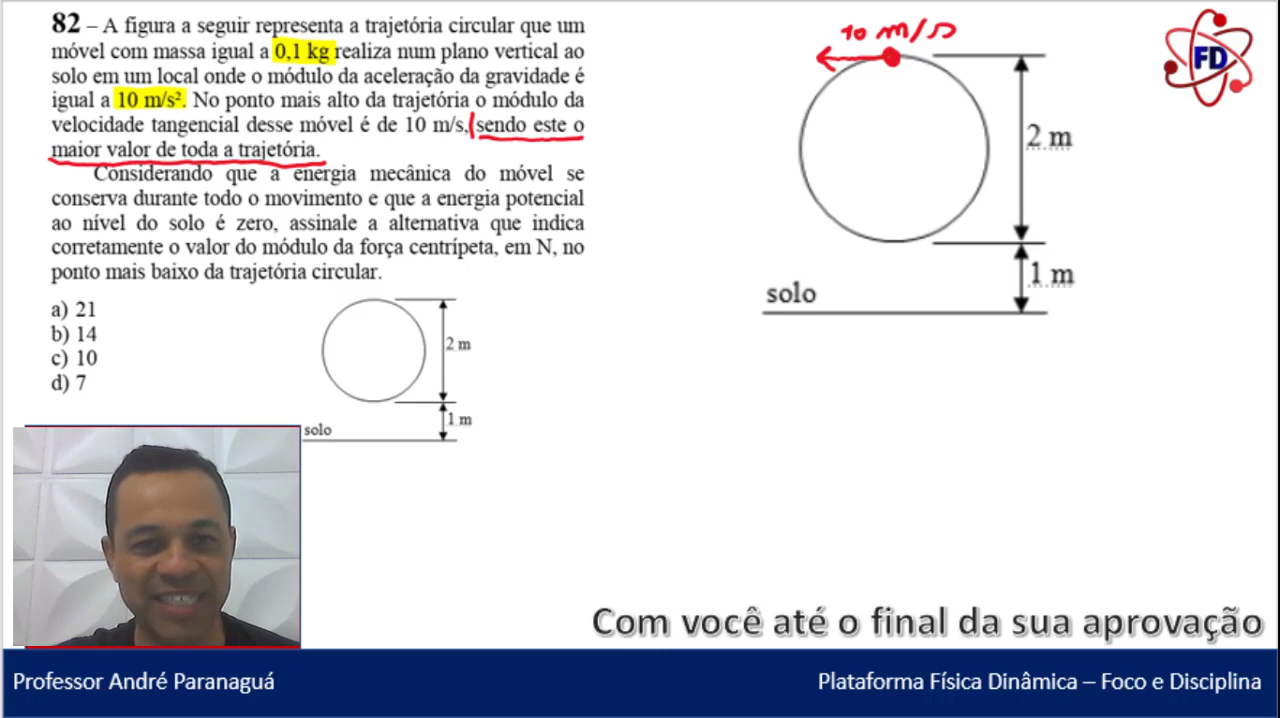 82 – A figura a seguir representa a trajetória circular que um
móvel com massa igual a 0,1 kg realiza num plano vertical ao
solo em um local onde o módulo da aceleração da gravidade é
igual a 10 m/s². No ponto mais alto da trajetória o módulo da
velocidade tangencial desse móvel é de 10 m/s, sendo este o
maior valor de toda a trajetória.
Considerando que a energia mecânica do móvel se
conserva durante todo o movimento e que a energia potencial
ao nível do solo é zero, assinale a alternativa que indica
corretamente o valor do módulo da força centrípeta, em N, no
ponto mais baixo da trajetória circular.
a) 21
b) 14
c) 10
d) 7
2 m
1 m
solo
10 m/s
2 m
1 m
solo
FD
Com você até o final da sua aprovação
Professor André Paranaguá
Plataforma Física Dinâmica – Foco e Disciplina